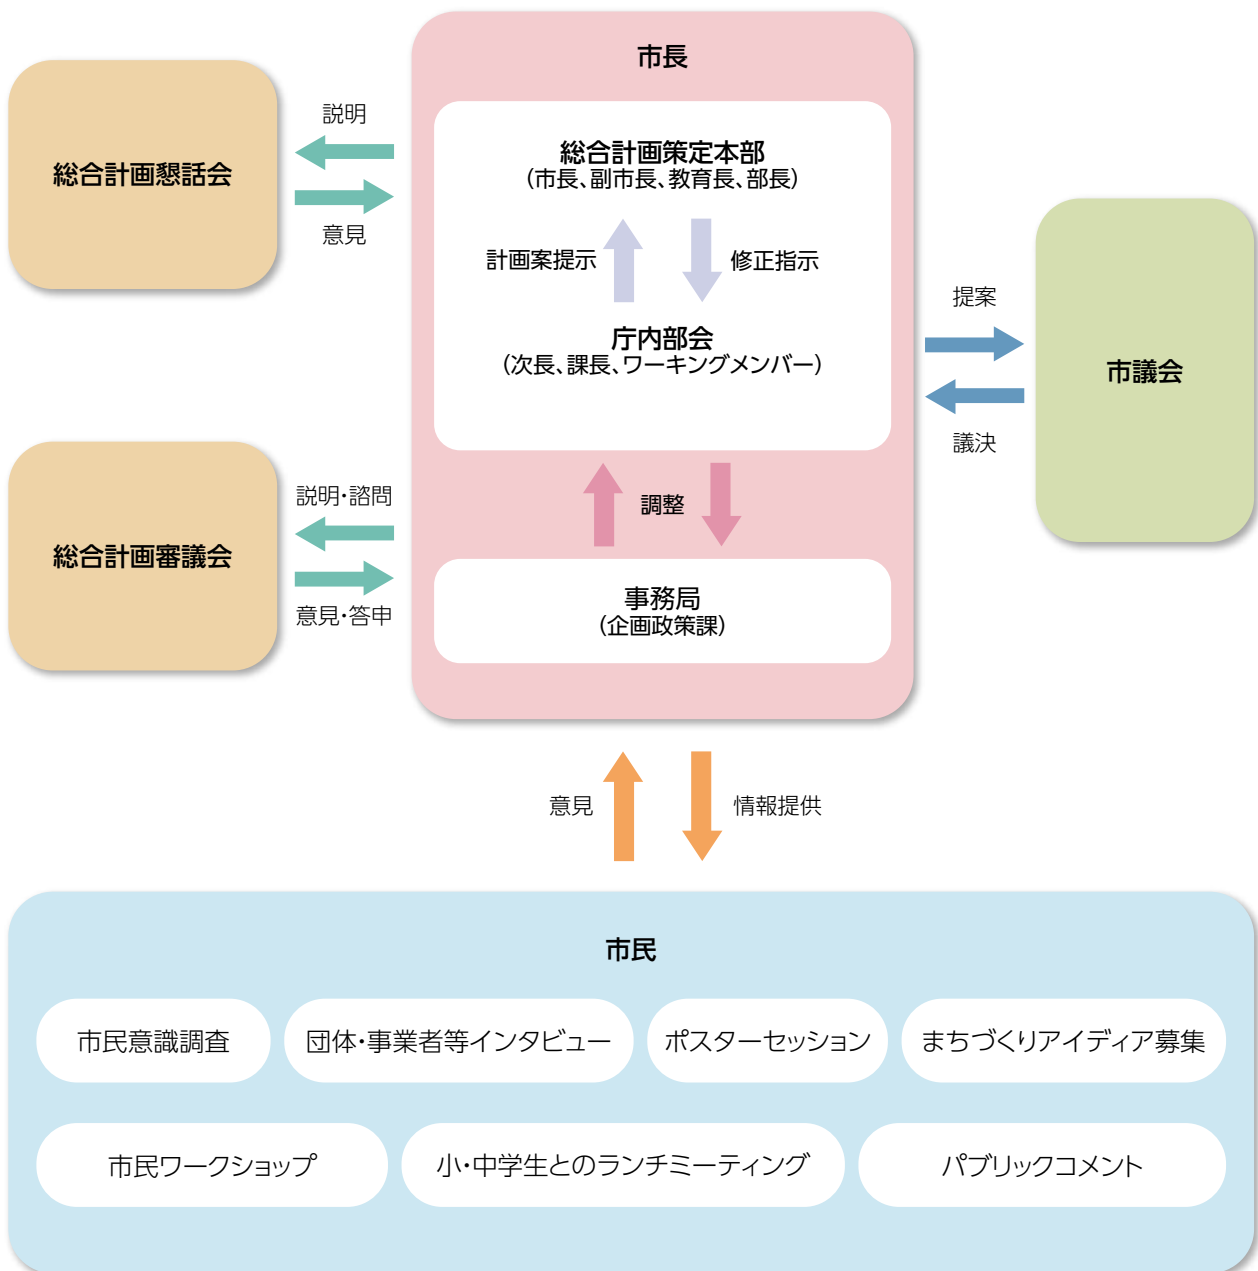 市長
総合計画策定本部
(市長、副市長、教育長、部長)
計画案提示
修正指示
庁内部会
(次長、課長、ワーキングメンバー)
調整
事務局
(企画政策課)
総合計画懇話会
説明
意見
総合計画審議会
説明・諮問
意見・答申
提案
議決
市議会
意見
情報提供
市民
市民意識調査
団体・事業者等インタビュー
ポスターセッション
まちづくりアイディア募集
市民ワークショップ
小・中学生とのランチミーティング
パブリックコメント